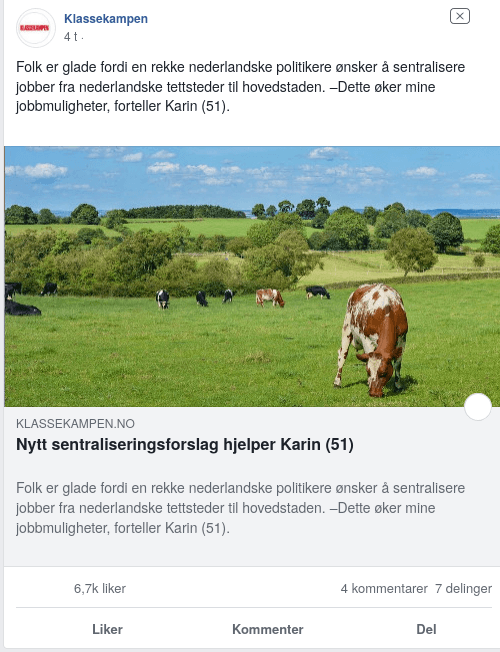 KLASSEKAMPEN
Klassekampen
4 t ·
Folk er glade fordi en rekke nederlandske politikere ønsker å sentralisere
jobber fra nederlandske tettsteder til hovedstaden. –Dette øker mine
jobbmuligheter, forteller Karin (51).
KLASSEKAMPEN.NO
Nytt sentraliseringsforslag hjelper Karin (51)
Folk er glade fordi en rekke nederlandske politikere ønsker å sentralisere
jobber fra nederlandske tettsteder til hovedstaden. –Dette øker mine
jobbmuligheter, forteller Karin (51).
6,7k liker 4 kommentarer 7 delinger
Liker Kommenter Del